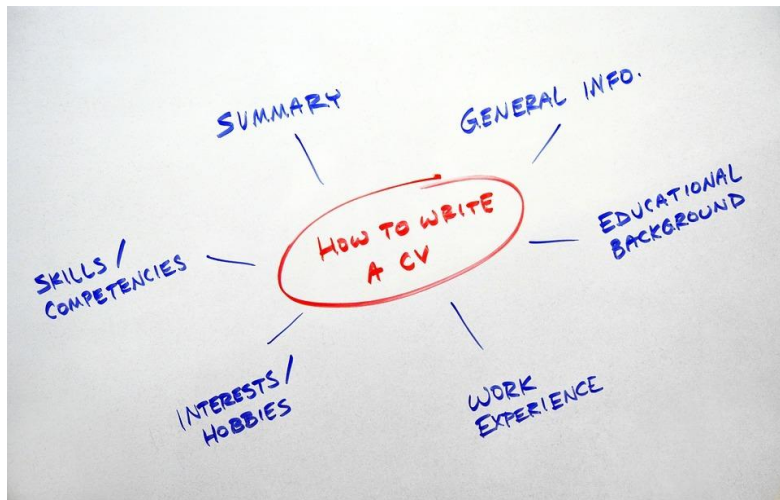 SUMMARY
GENERAL INFO.
HOW TO WRITE
A CV
EDUCATIONAL
BACKGROUND
SKILLS /
COMPETENCIES
INTERESTS /
HOBBIES
WORK
EXPERIENCE